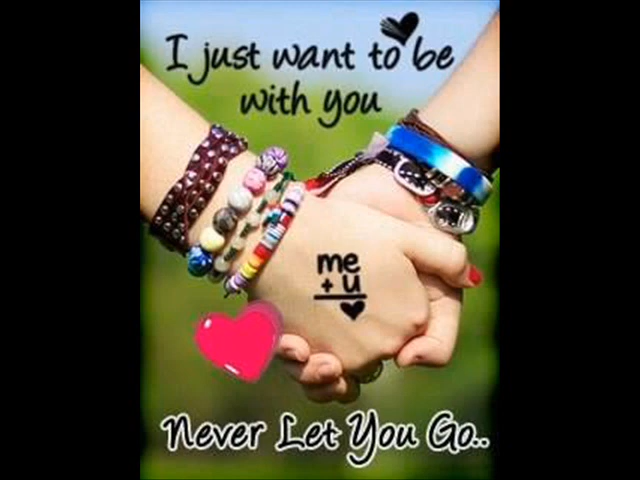 I just want to be
with you
me
+ u
Never Let You Go..